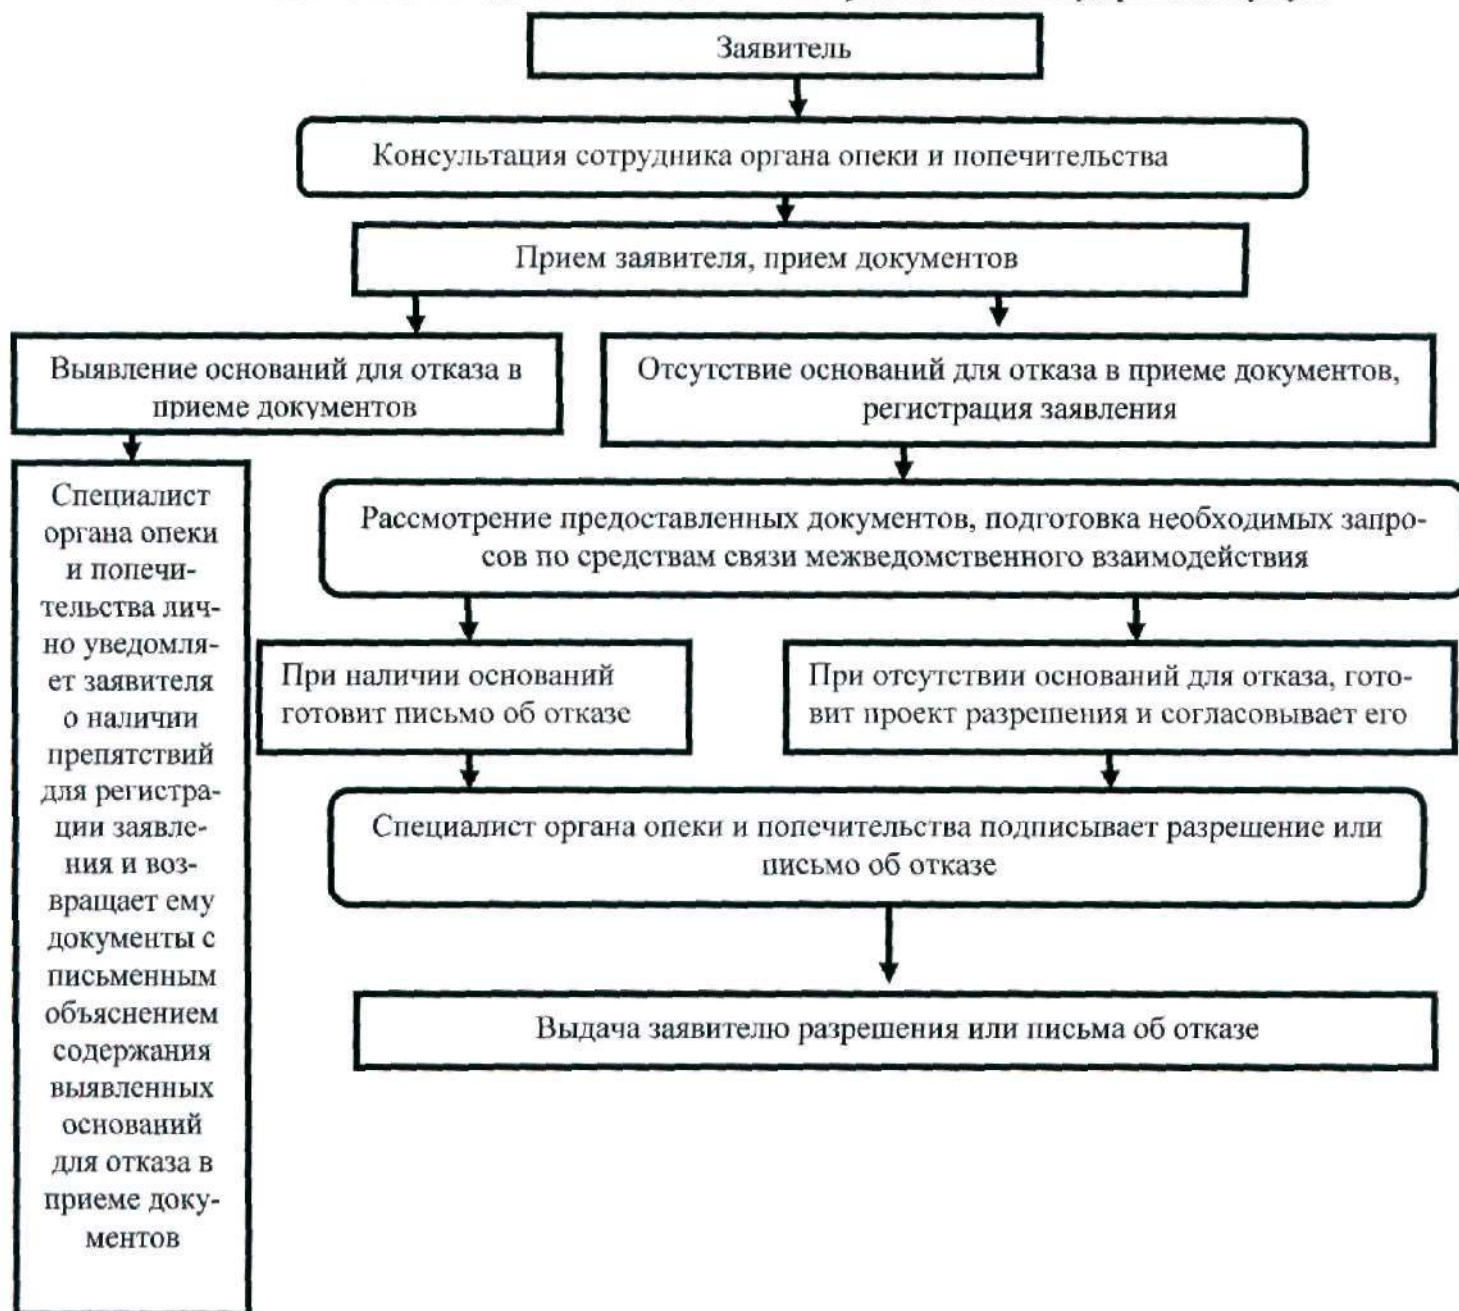 Заявитель
Консультация сотрудника органа опеки и попечительства
Прием заявителя, прием документов
Выявление оснований для отказа в
приеме документов
Отсутствие оснований для отказа в приеме документов,
регистрация заявления
Специалист
органа опеки
и попечи-
тельства лич-
но уведомля-
ет заявителя
о наличии
препятствий
для регистра-
ции заявле-
ния и воз-
вращает ему
документы с
письменным
объяснением
содержания
выявленных
оснований
для отказа в
приеме доку-
ментов
Рассмотрение предоставленных документов, подготовка необходимых запро-
сов по средствам связи межведомственного взаимодействия
При наличии оснований
готовит письмо об отказе
При отсутствии оснований для отказа, гото-
вит проект разрешения и согласовывает его
Специалист органа опеки и попечительства подписывает разрешение или
письмо об отказе
Выдача заявителю разрешения или письма об отказе